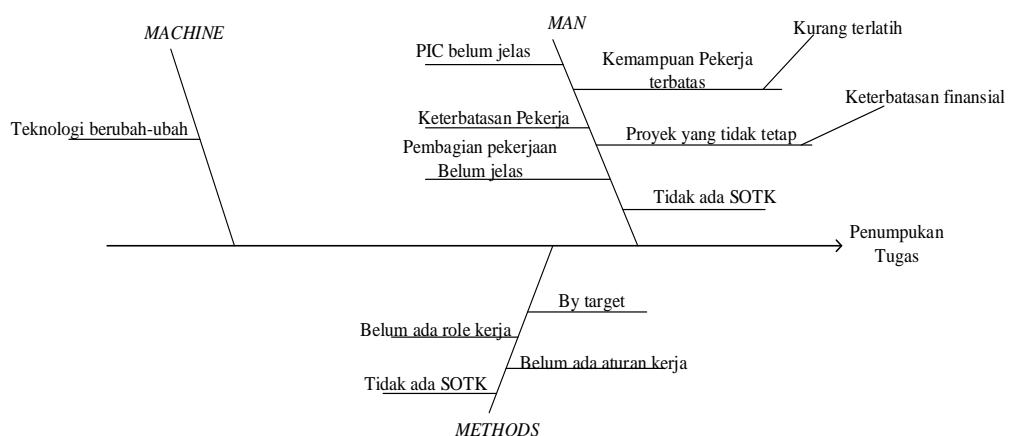 MACHINE
Teknologi berubah-ubah
MAN
PIC belum jelas
Keterbatasan Pekerja
Pembagian pekerjaan
Belum jelas
Kurang terlatih
Kemampuan Pekerja
terbatas
Keterbatasan finansial
Proyek yang tidak tetap
Tidak ada SOTK
Penumpukan
Tugas
By target
Belum ada role kerja
Belum ada aturan kerja
Tidak ada SOTK
METHODS